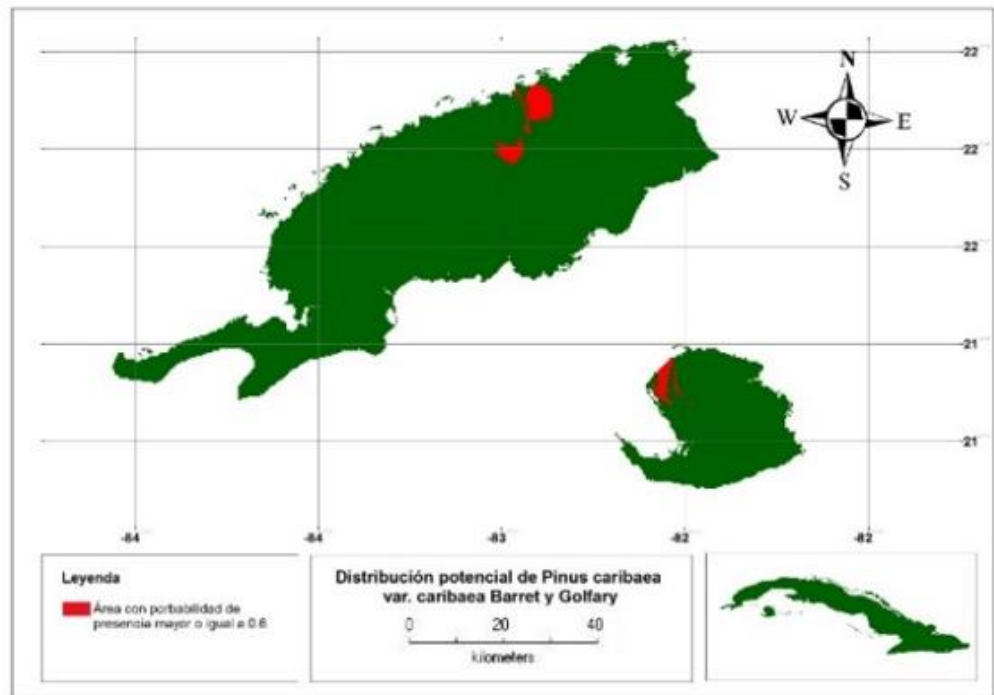 N
W E
S
22
22
22
21
21
-84
-84
-83
-82
-82
Leyenda
Área con porbabilidad de
presencia mayor o igual a 0.6
Distribución potencial de Pinus caribaea
var. caribaea Barret y Golfary
0 20 40
kilometers